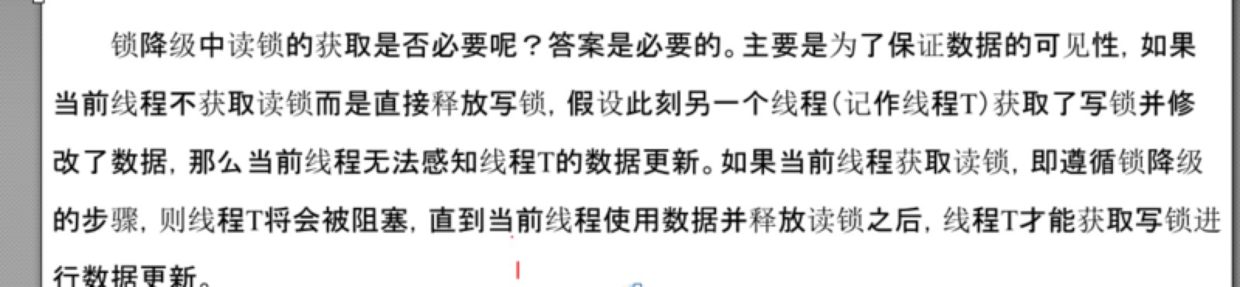 锁降级中读锁的获取是否必要呢？答案是必要的。主要是为了保证数据的可见性，如果
当前线程不获取读锁而是直接释放写锁，假设此刻另一个线程（记作线程T）获取了写锁并修
改了数据，那么当前线程无法感知线程T的数据更新。如果当前线程获取读锁，即遵循锁降级
的步骤，则线程T将会被阻塞，直到当前线程使用数据并释放读锁之后，线程T才能获取写锁进
行数据更新。